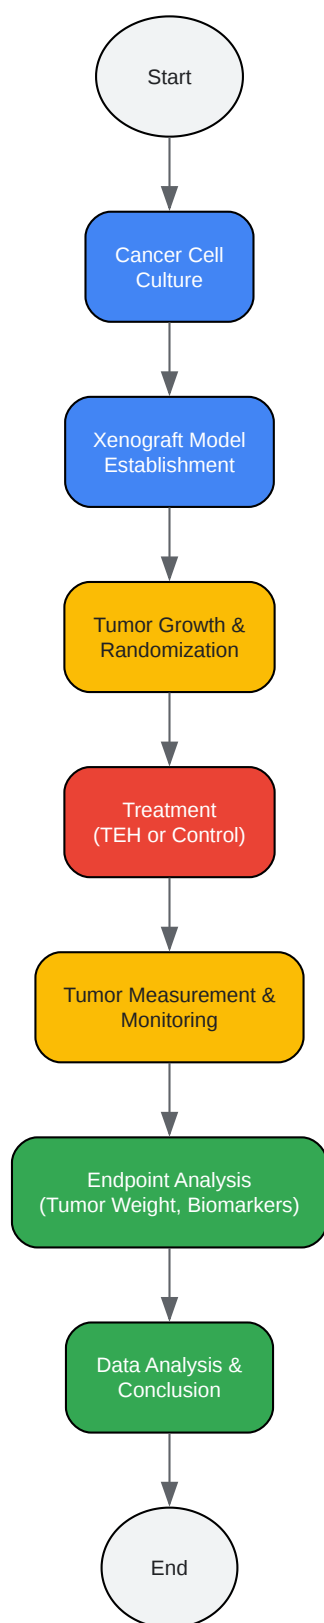 Start
Cancer Cell
Culture
Xenograft Model
Establishment
Tumor Growth &
Randomization
Treatment
(TEH or Control)
Tumor Measurement &
Monitoring
Endpoint Analysis
(Tumor Weight, Biomarkers)
Data Analysis &
Conclusion
End